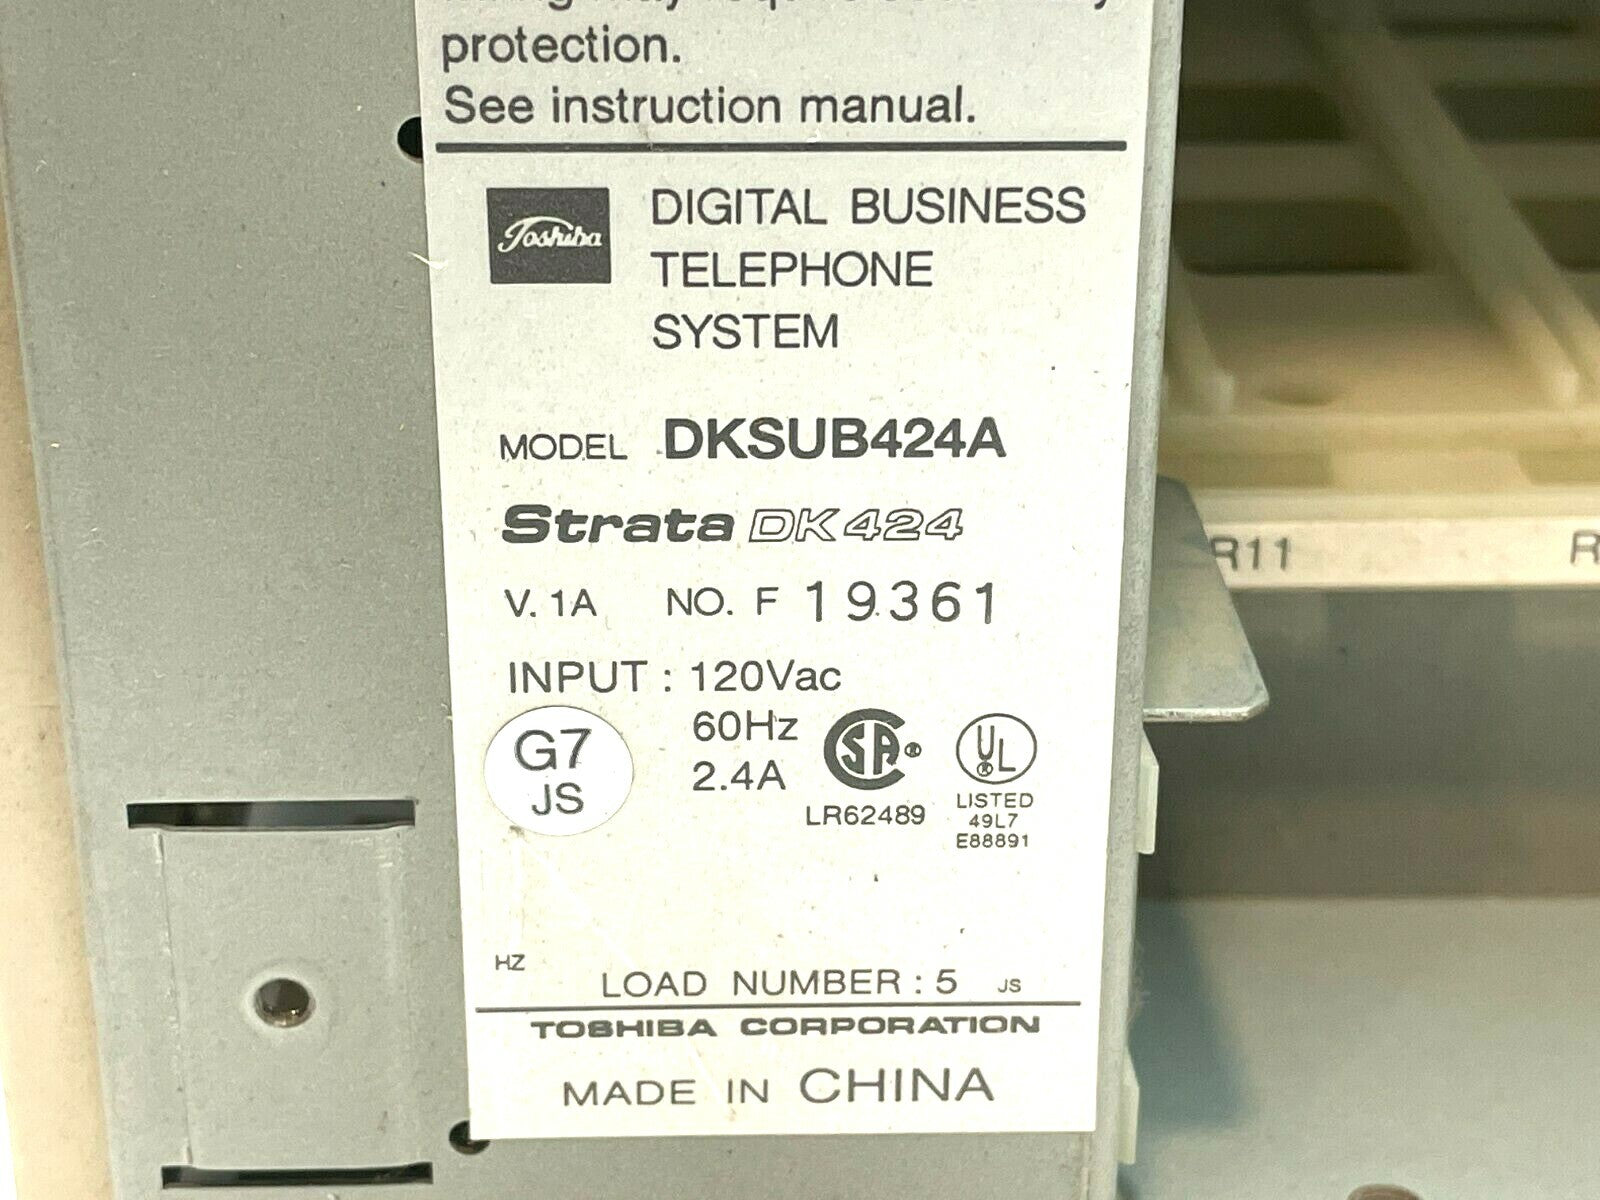 protection.
See instruction manual.
Toshiba
DIGITAL BUSINESS
TELEPHONE
SYSTEM
MODEL DKSUB424A
Strata DK424
V. 1A NO. F 19361
INPUT : 120Vac
60Hz
2.4A
G7
JS
SA ®
LR62489
UL ®
LISTED
49L7
E88891
HZ
LOAD NUMBER : 5 JS
TOSHIBA CORPORATION
MADE IN CHINA
R11
R